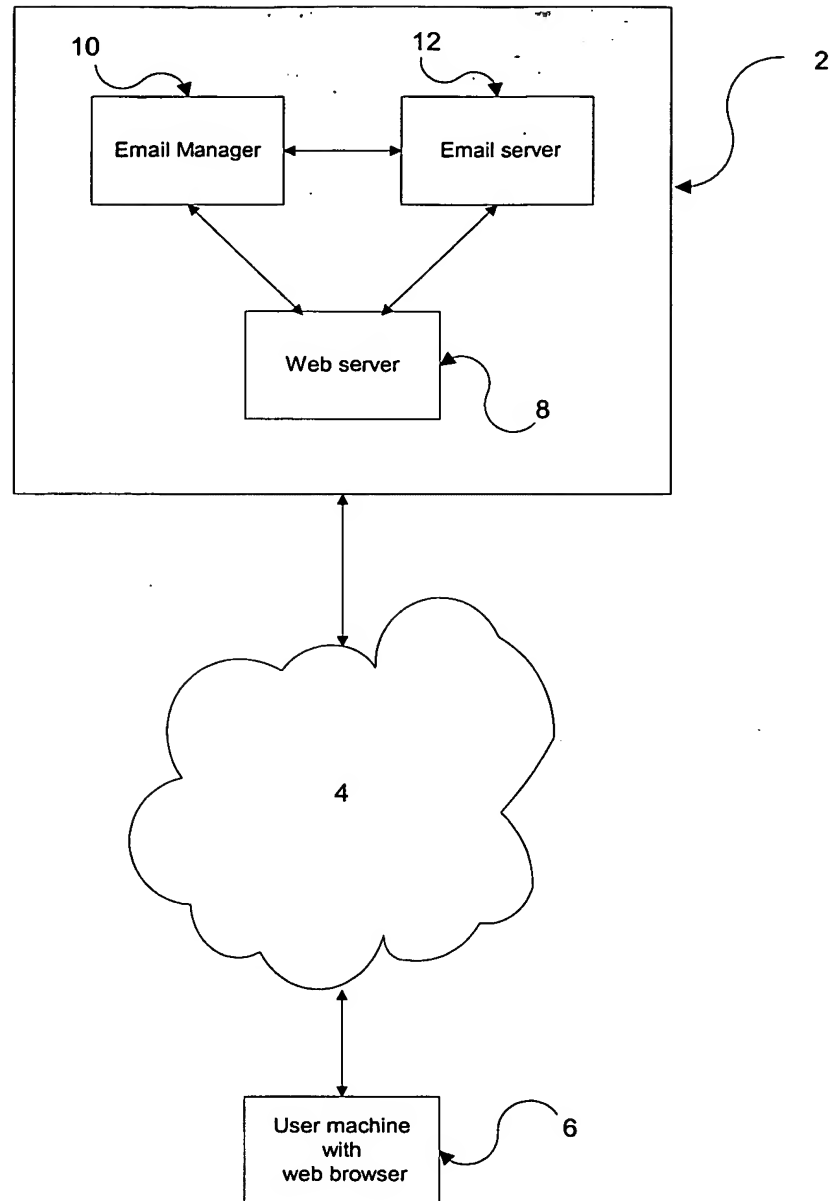 10
12
2
Email Manager
Email server
Web server
8
4
User machine
with
web browser
6